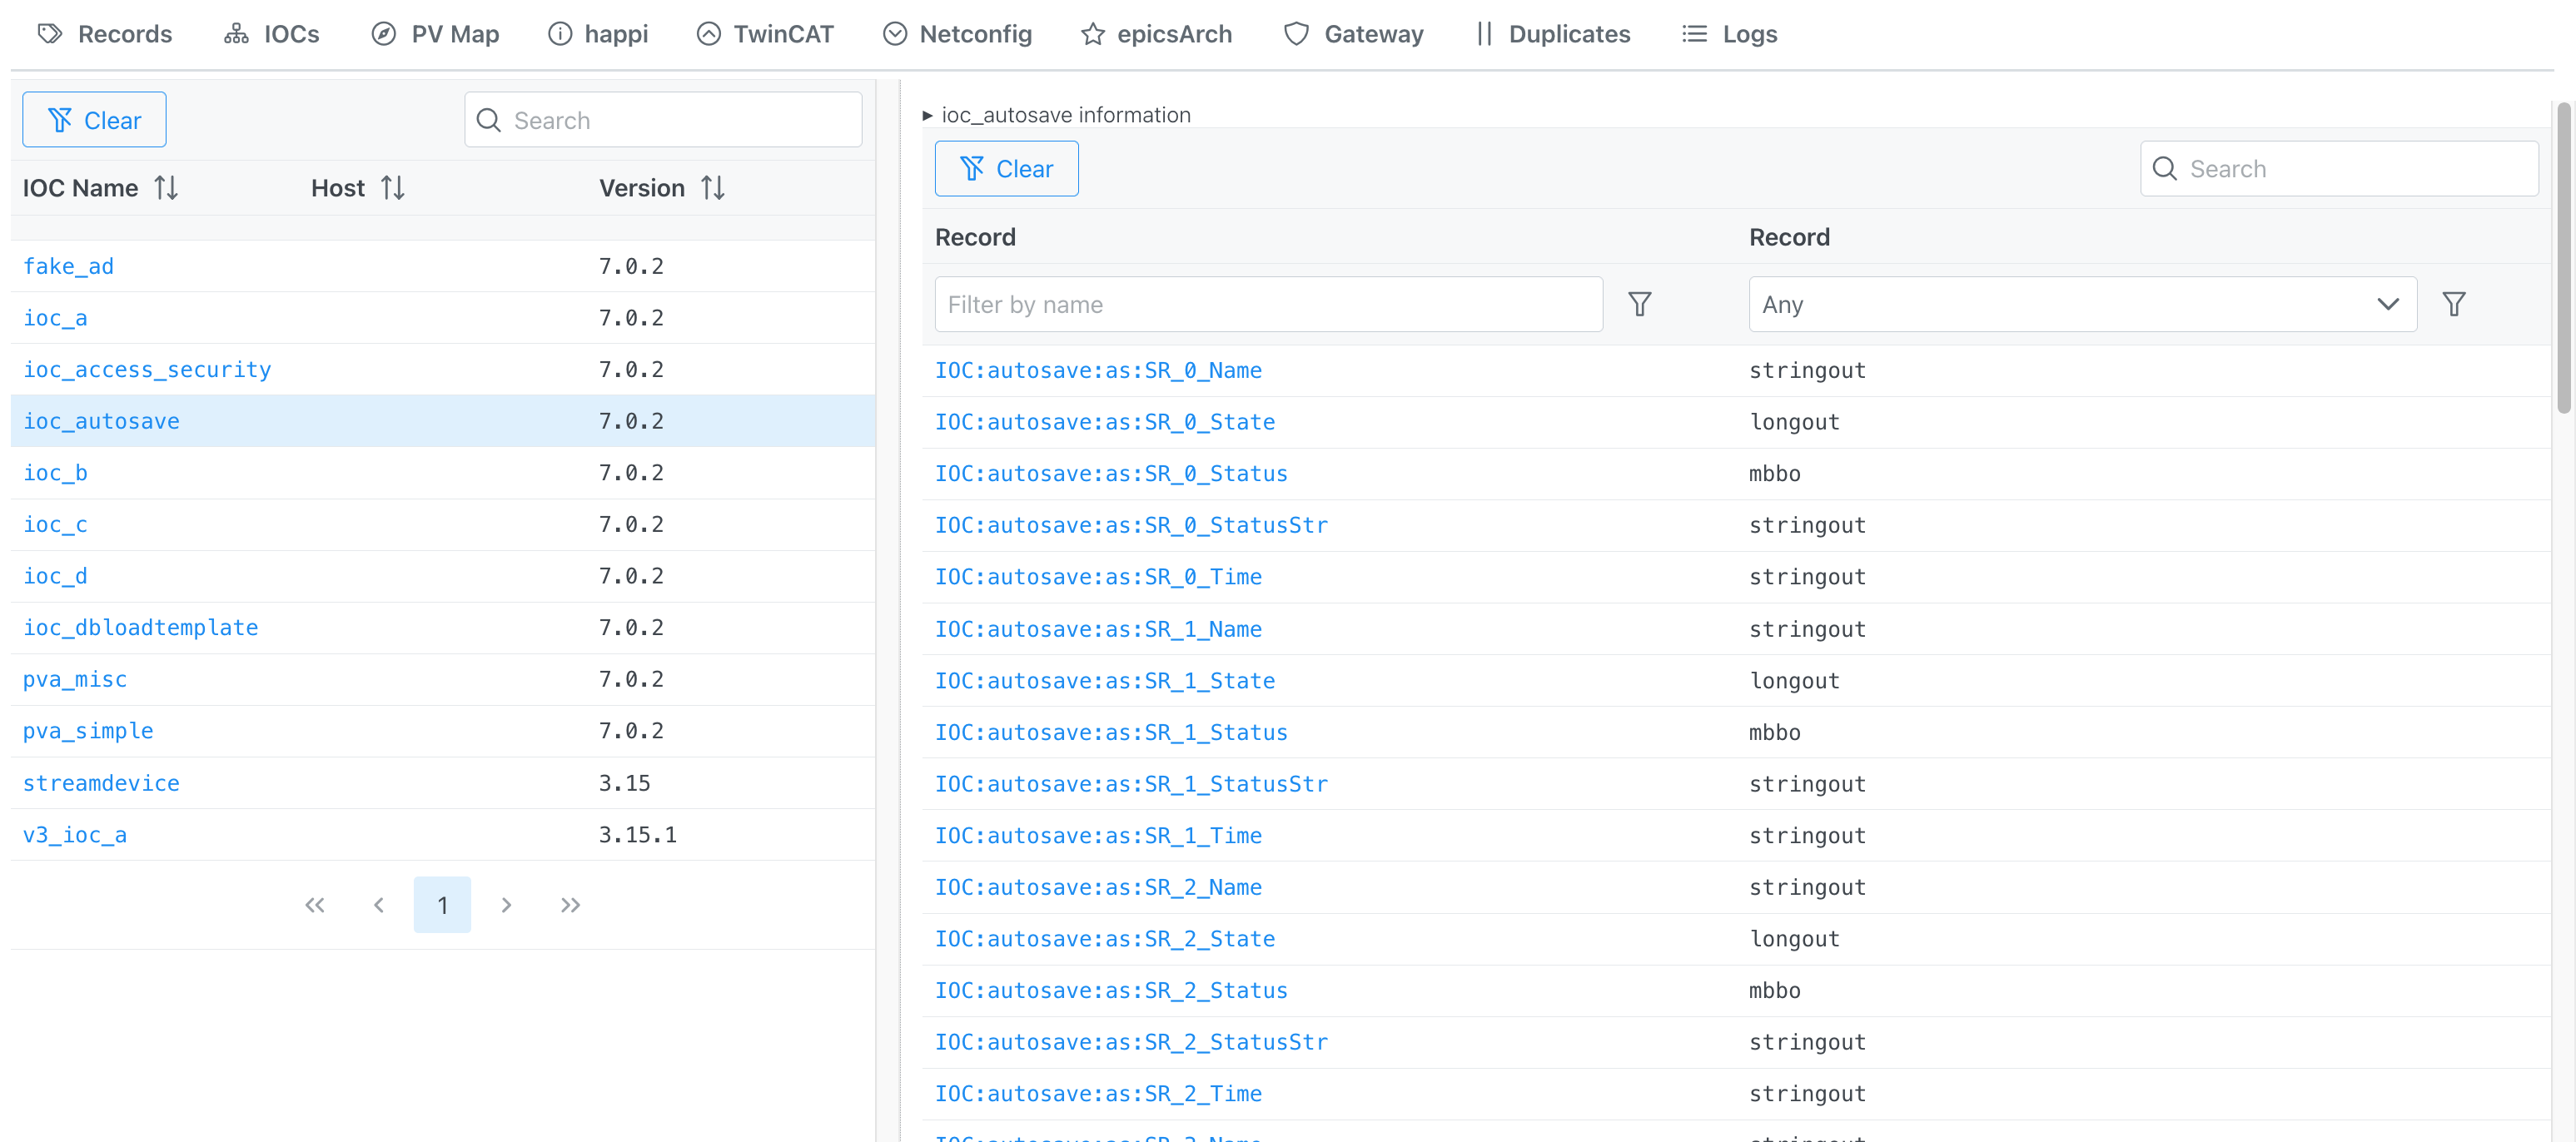 Records IOCs PV Map happi TwinCAT Netconfig epicsArch Gateway Duplicates Logs
Clear Search
IOC Name Host Version
fake_ad 7.0.2
ioc_a 7.0.2
ioc_access_security 7.0.2
ioc_autosave 7.0.2
ioc_b 7.0.2
ioc_c 7.0.2
ioc_d 7.0.2
ioc_dbloadtemplate 7.0.2
pva_misc 7.0.2
pva_simple 7.0.2
streamdevice 3.15
v3_ioc_a 3.15.1
1
ioc_autosave information
Clear Search
Record Record
Filter by name Any
IOC:autosave:as:SR_0_Name stringout
IOC:autosave:as:SR_0_State longout
IOC:autosave:as:SR_0_Status mbbo
IOC:autosave:as:SR_0_StatusStr stringout
IOC:autosave:as:SR_0_Time stringout
IOC:autosave:as:SR_1_Name stringout
IOC:autosave:as:SR_1_State longout
IOC:autosave:as:SR_1_Status mbbo
IOC:autosave:as:SR_1_StatusStr stringout
IOC:autosave:as:SR_1_Time stringout
IOC:autosave:as:SR_2_Name stringout
IOC:autosave:as:SR_2_State longout
IOC:autosave:as:SR_2_Status mbbo
IOC:autosave:as:SR_2_StatusStr stringout
IOC:autosave:as:SR_2_Time stringout